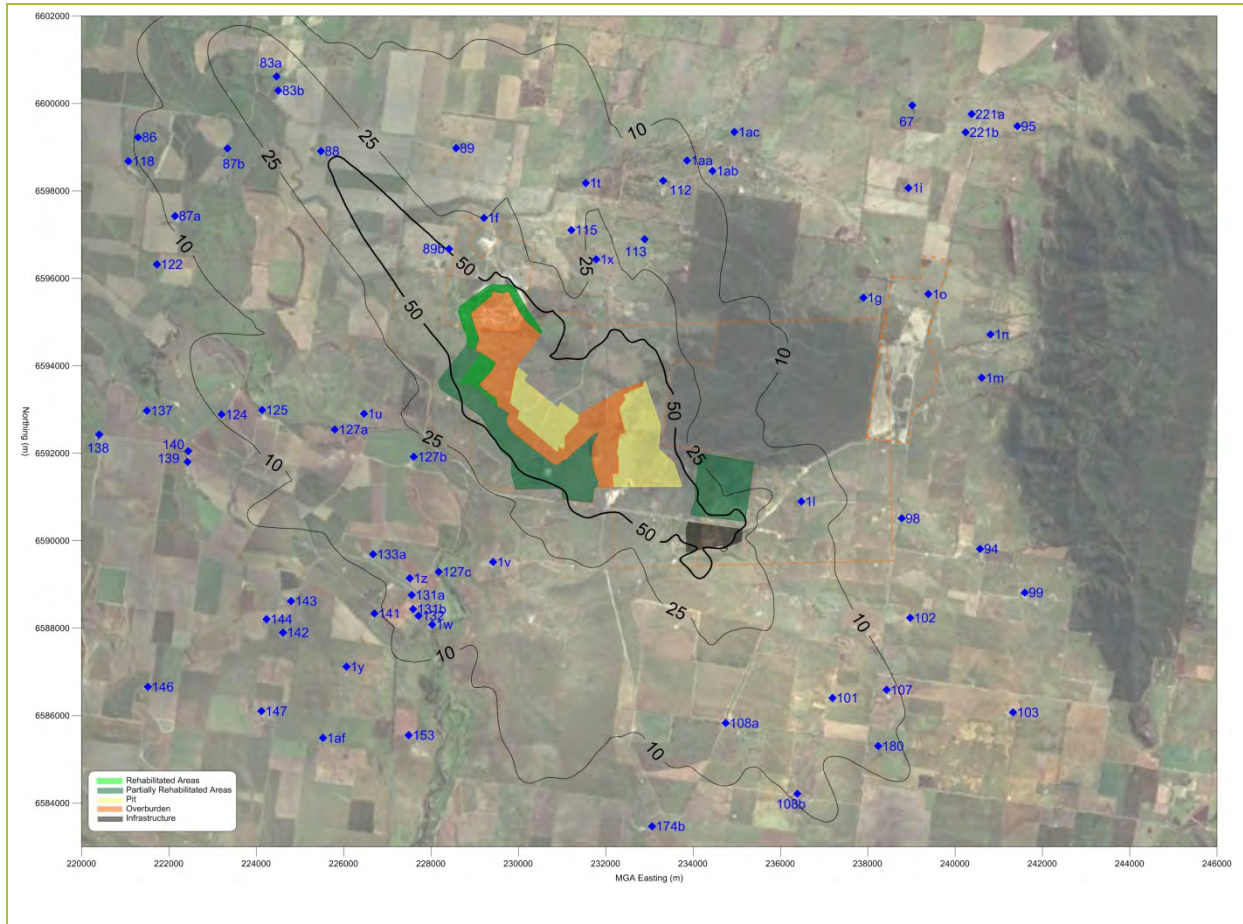 6602000
83a
83b
25
10
6600000
67
221a
95
221b
86
118
87b
25
88
89
1ac
1aa
1ab
6598000
1t
112
1i
87a
10
50
1f
115
113
89b
25
1x
122
50
6596000
50
1g
1o
1n
10
6594000
1m
50
137
124
125
1u
127a
25
138
140
139
127b
25
6592000
10
1l
50
98
6590000
94
133a
127c
1v
1z
131a
131b
132
1w
25
10
99
102
143
144
142
141
6588000
10
1y
146
147
101
107
103
108a
6586000
1af
153
10
180
108b
174b
6584000
Northing (m)
Rehabilitated Areas
Partially Rehabilitated Areas
Pit
Overburden
Infrastructure
220000 222000 224000 226000 228000 230000 232000 234000 236000 238000 240000 242000 244000 246000
MGA Easting (m)